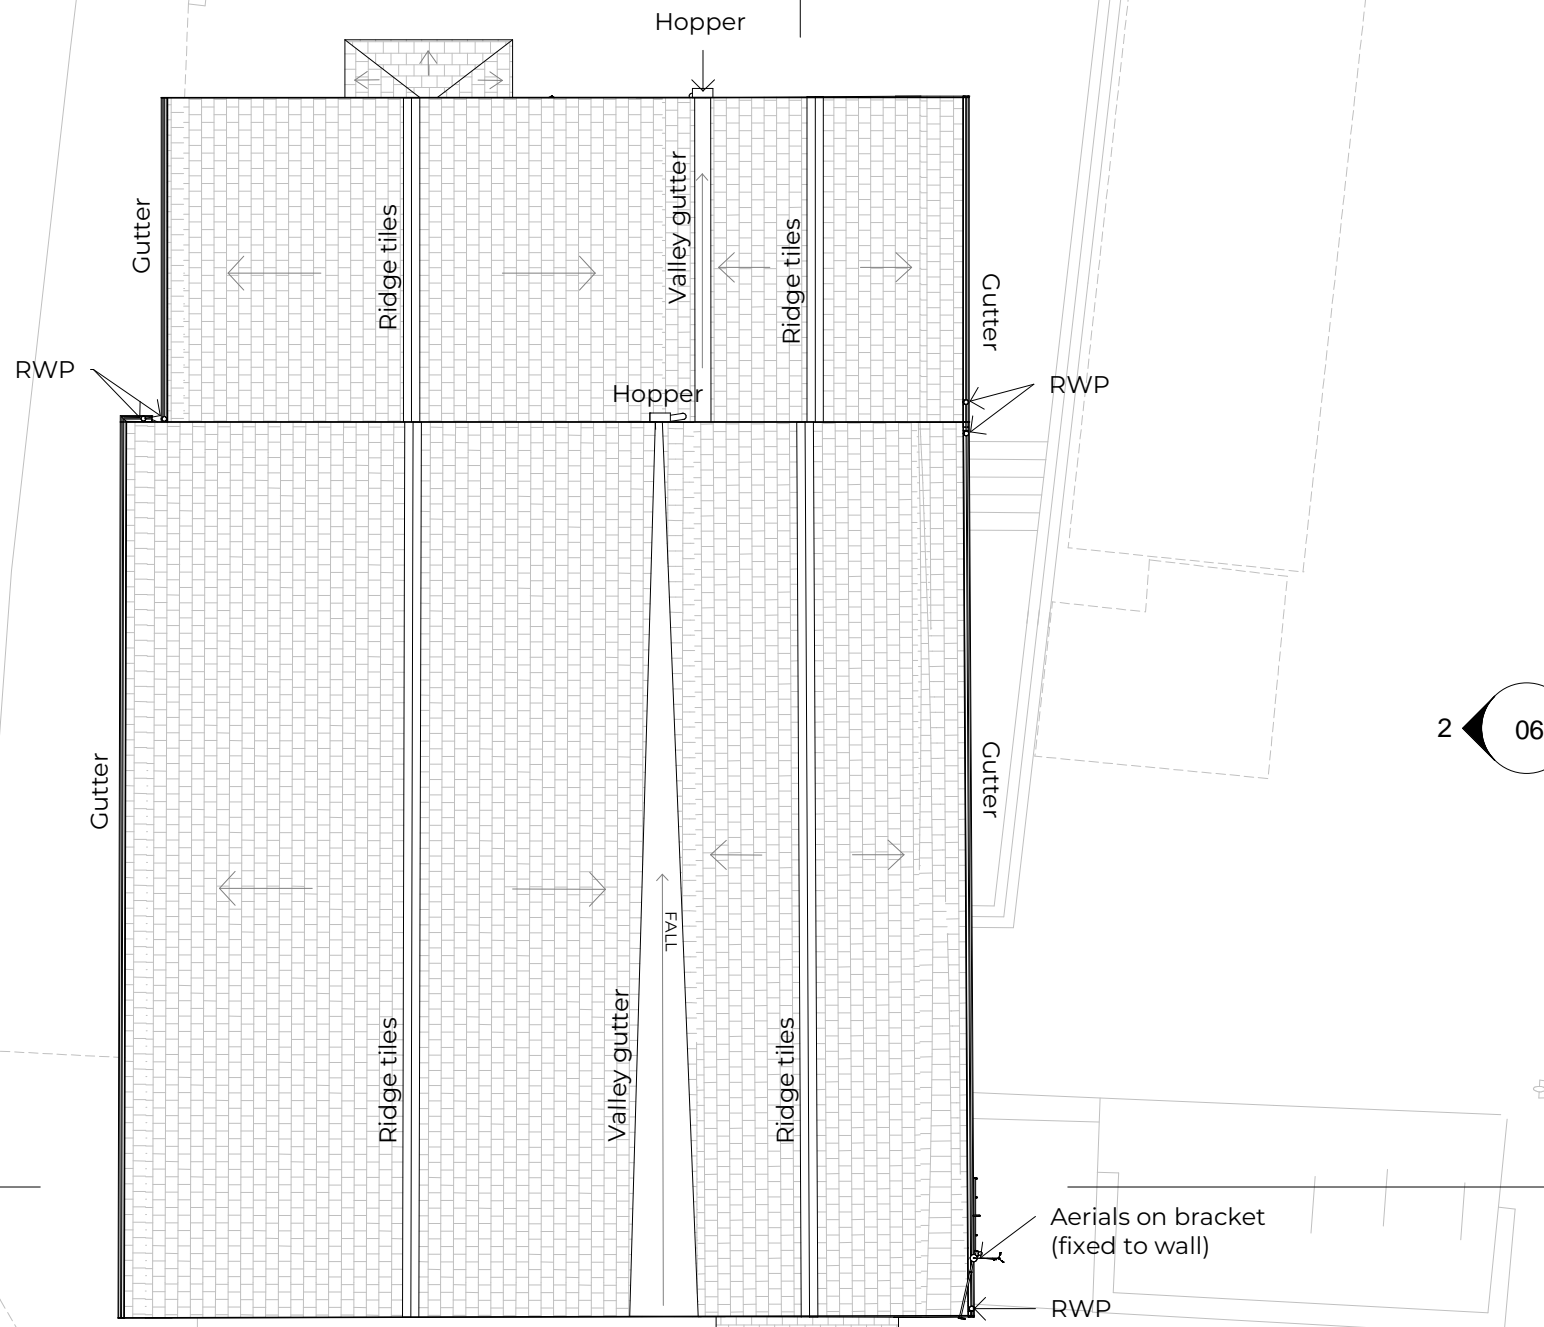 Hopper
Gutter
Ridge tiles
Valley gutter
Ridge tiles
Gutter
RWP
Hopper
RWP
Gutter
Gutter
2
06
FALL
Ridge tiles
Valley gutter
Ridge tiles
Aerials on bracket
(fixed to wall)
RWP